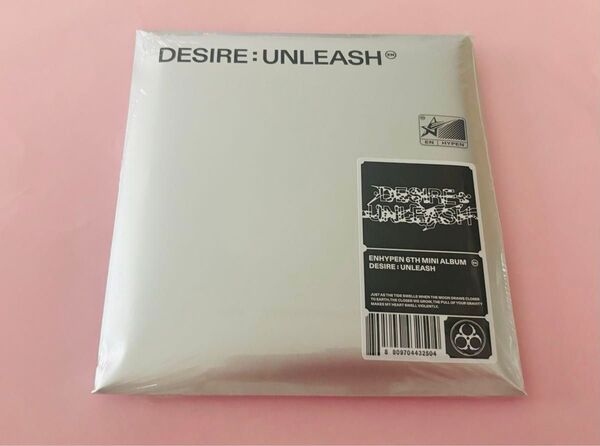 DESIRE : UNLEASH EN
EN HYPEN
DESIRE :
UNLEASH
ENHYPEN 6TH MINI ALBUM EN
DESIRE : UNLEASH
JUST AS THE TIDE SWELLS WHEN THE MOON DRAWS CLOSER
TO EARTH, THE CLOSER WE GROW, THE PULL OF YOUR GRAVITY
MAKES MY HEART SWELL VIOLENTLY.
8 809704432504